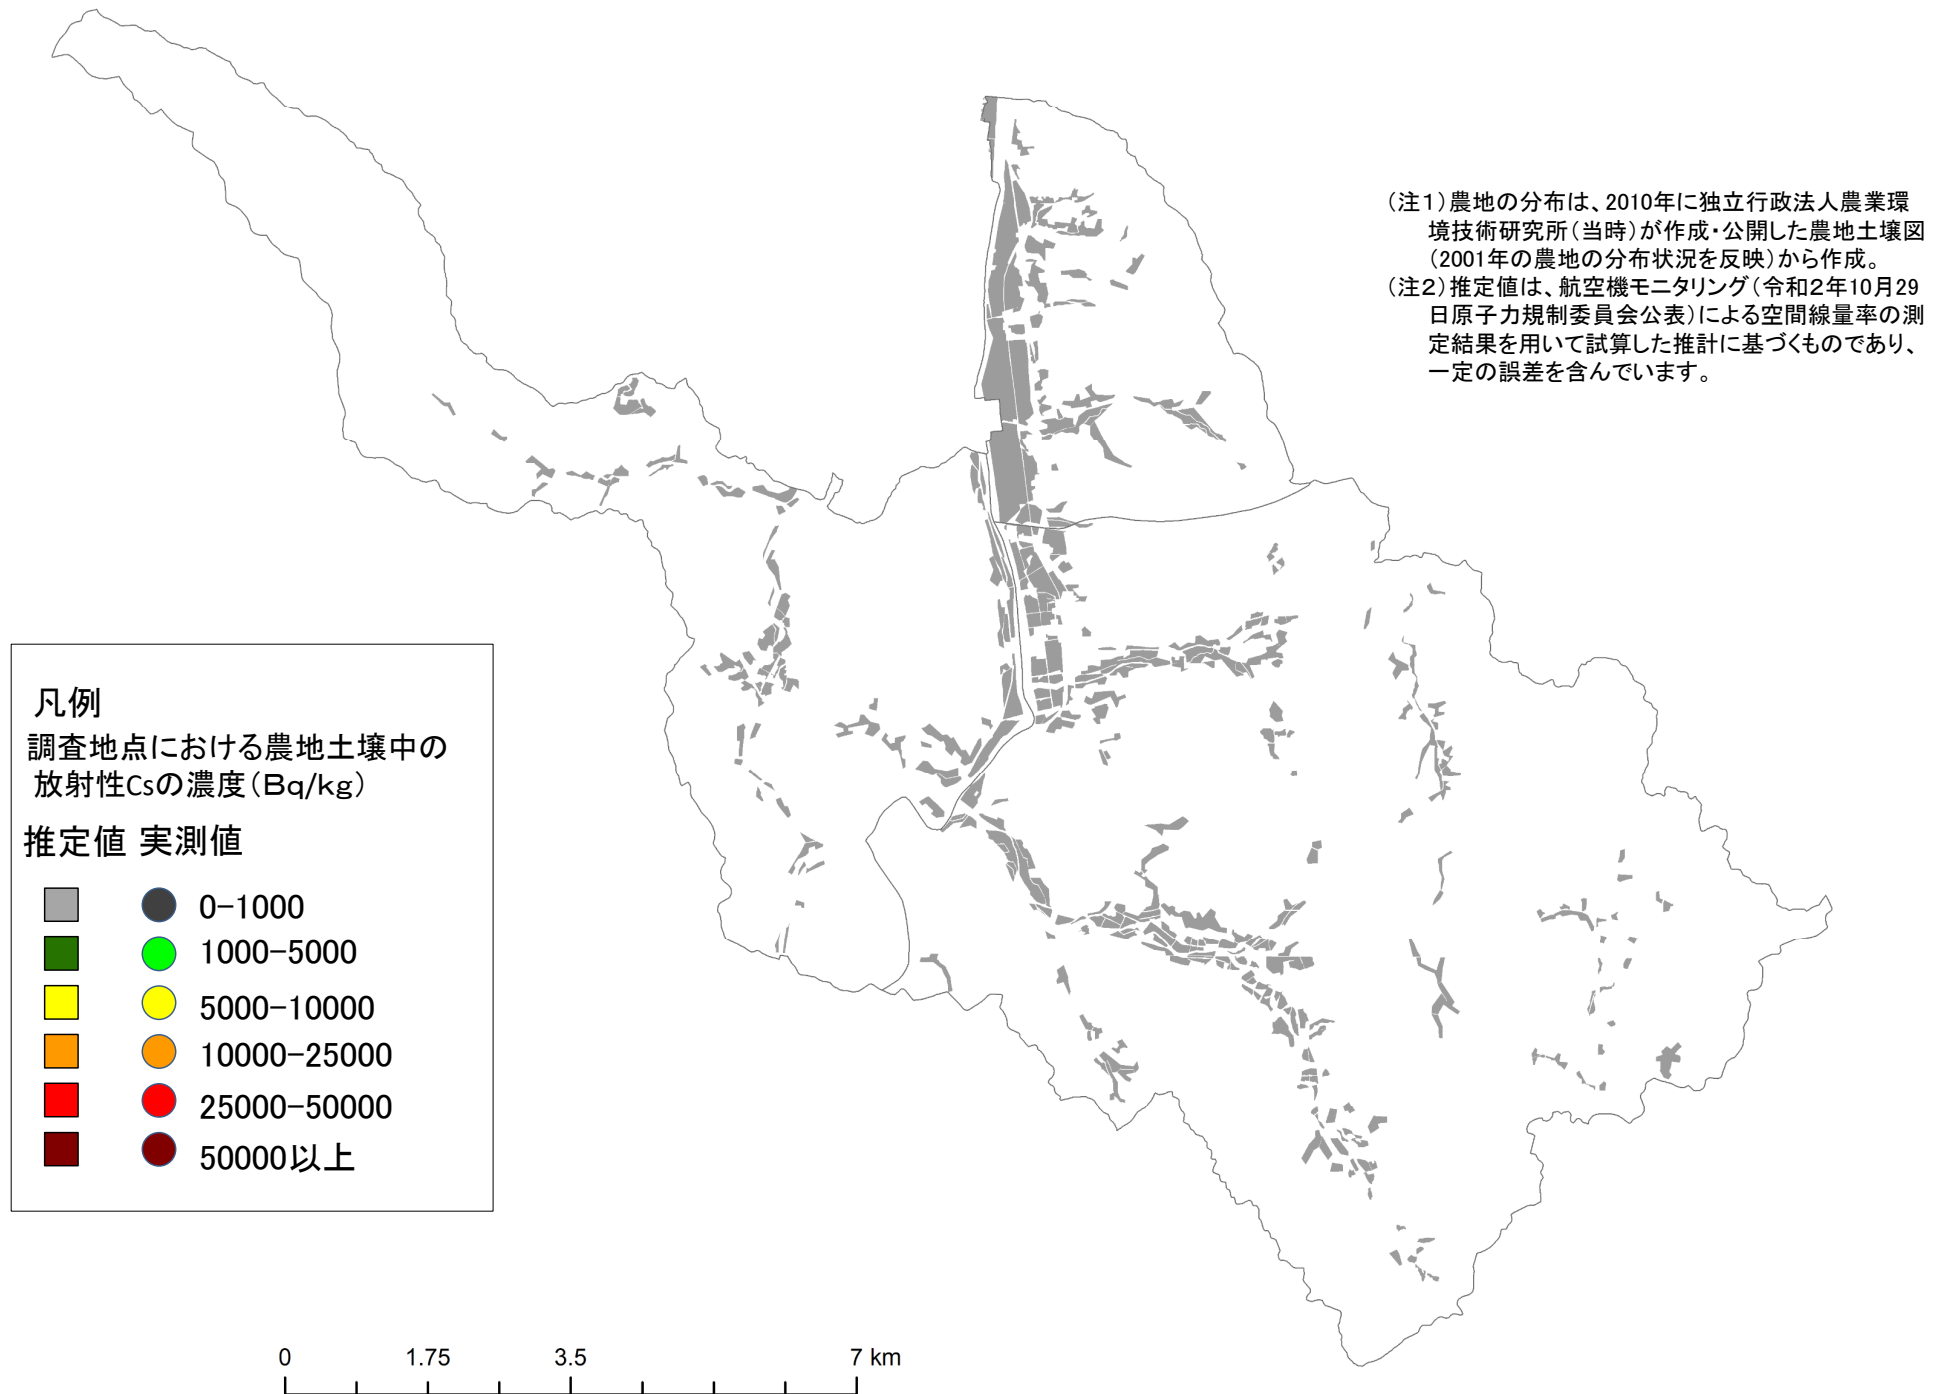 (注1)農地の分布は、2010年に独立行政法人農業環
境技術研究所(当時)が作成・公開した農地土壌図
(2001年の農地の分布状況を反映)から作成。
(注2)推定値は、航空機モニタリング(令和2年10月29
日原子力規制委員会公表)による空間線量率の測
定結果を用いて試算した推計に基づくものであり、
一定の誤差を含んでいます。
凡例
調査地点における農地土壌中の
放射性Csの濃度(Bq/kg)
推定値 実測値
0-1000
1000-5000
5000-10000
10000-25000
25000-50000
50000以上
0 1.75 3.5 7 km